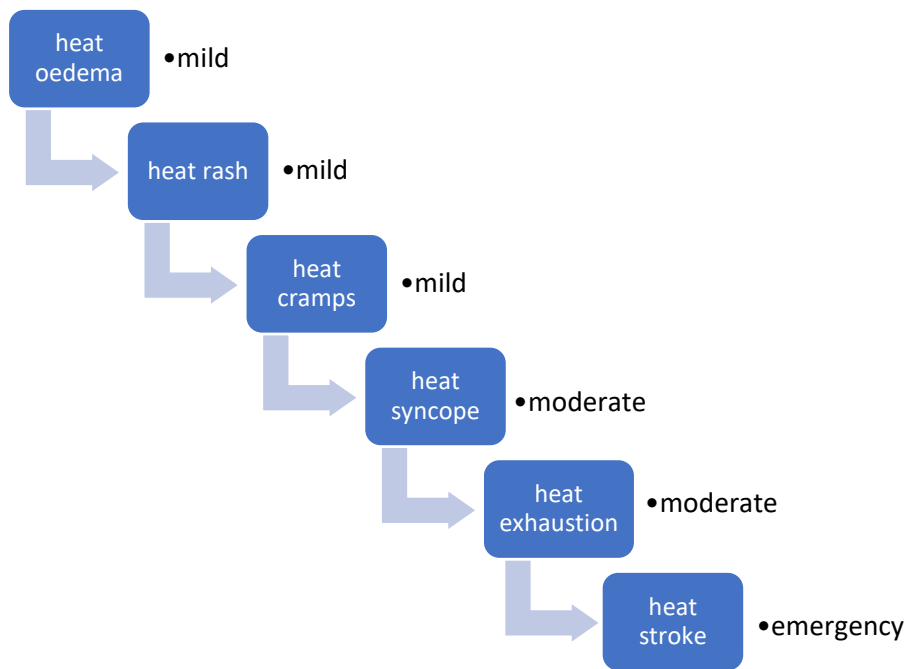 heat
oedema
•mild
heat rash
•mild
heat
cramps
•mild
heat
syncope
•moderate
heat
exhaustion
•moderate
heat
stroke
•emergency